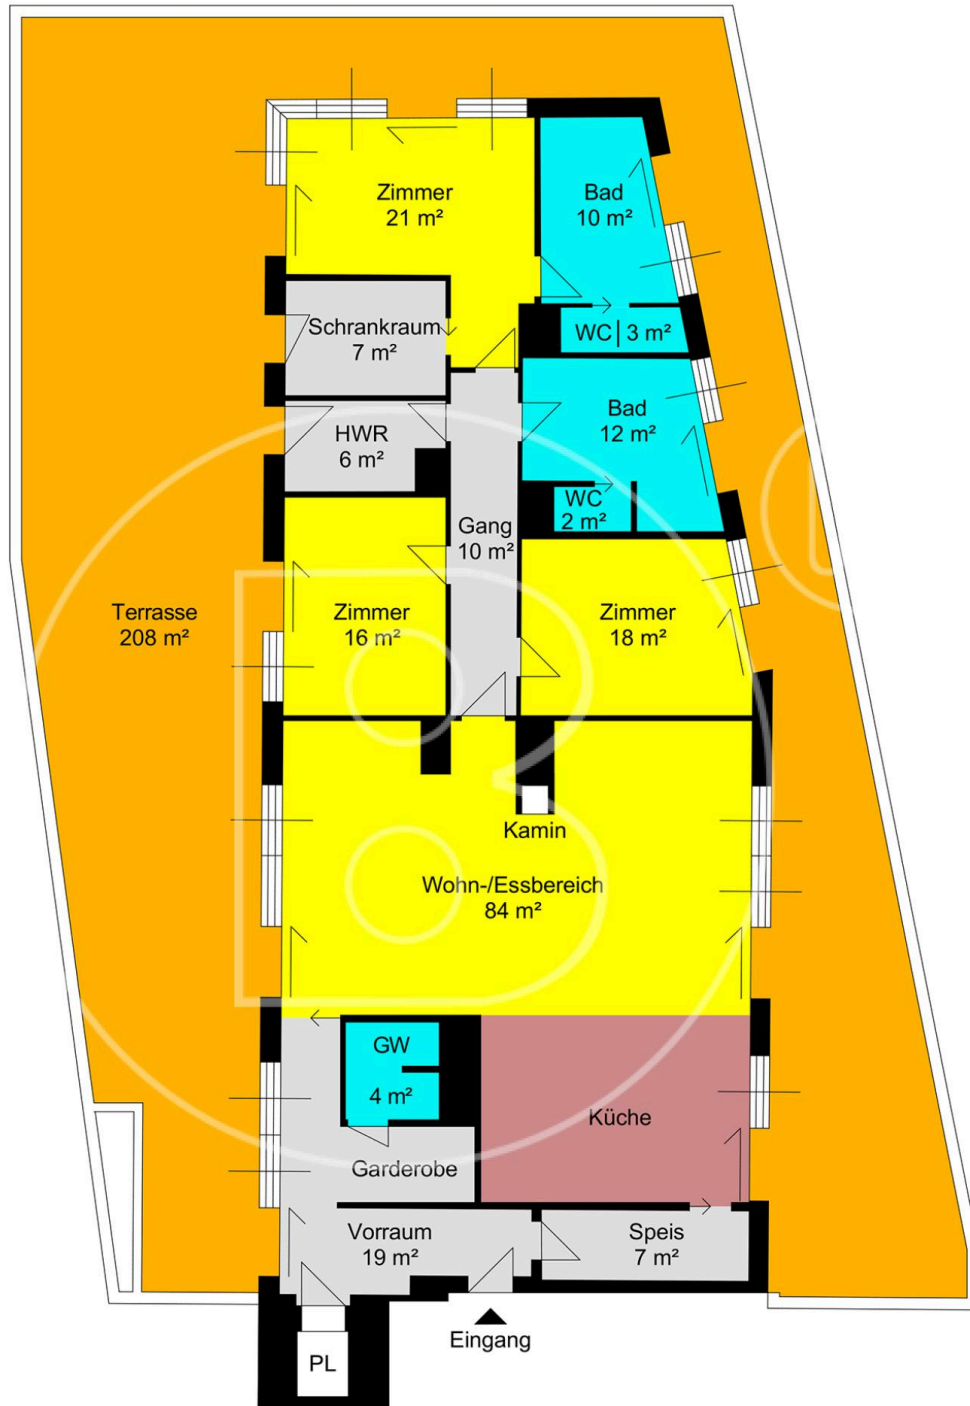 Zimmer
21 m²
Bad
10 m²
Schrankraum
7 m²
WC 3 m²
HWR
6 m²
Bad
12 m²
WC
2 m²
Gang
10 m²
Terrasse
208 m²
Zimmer
16 m²
Zimmer
18 m²
Kamin
Wohn-/Essbereich
84 m²
GW
4 m²
Küche
Garderobe
Vorraum
19 m²
Speis
7 m²
Eingang
PL
B